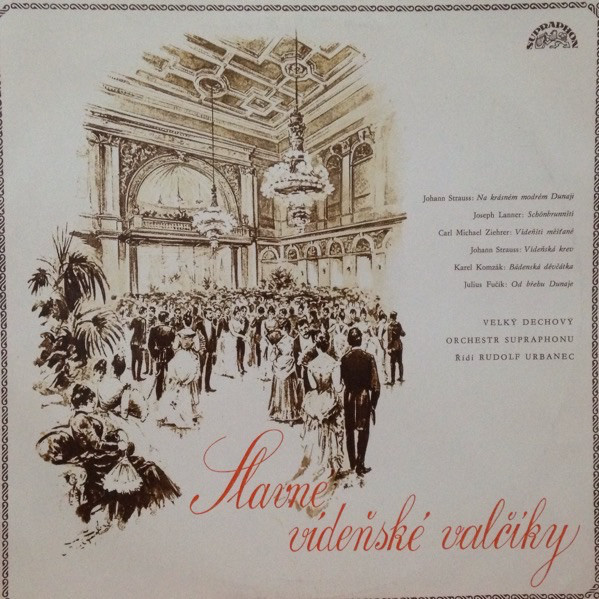 SUPRAPHON
Johann Strauss: Na krásném modrém Dunaji
Joseph Lanner: Schönbrunnští
Carl Michael Ziehrer: Vídeňští měšťané
Johann Strauss: Vídeňská krev
Karel Komzák: Bádenská děvčátka
Julius Fučík: Od břehu Dunaje
VELKÝ DECHOVÝ
ORCHESTR SUPRAPHONU
Řídí RUDOLF URBANEC
Slavné
vídeňské valčíky